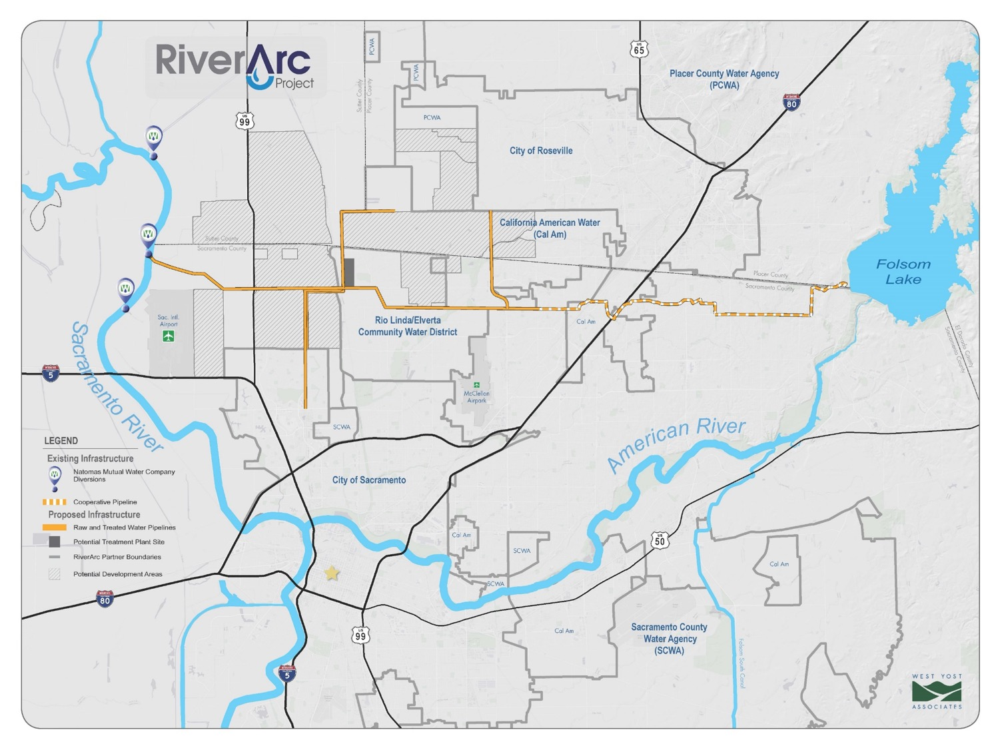 RiverArc
Project
US
99
PCWA
PCWA
Sutter County
Placer County
US
65
Placer County Water Agency
(PCWA)
80
PCWA
City of Roseville
California American Water
(Cal Am)
Sutter County
Sacramento County
Placer County
Sacramento County
Folsom
Lake
Sac. Intl.
Airport
Rio Linda/Elverta
Community Water District
Cal Am
El Dorado County
Sacramento County
5
Sacramento River
McClellan
Airpark
SCWA
American River
LEGEND
Existing Infrastructure
Natomas Mutual Water Company
Diversions
Cooperative Pipeline
Proposed Infrastructure
Raw and Treated Water Pipelines
Potential Treatment Plant Site
RiverArc Partner Boundaries
Potential Development Areas
City of Sacramento
Cal Am
SCWA
SCWA
US
50
Cal Am
80
US
99
Cal Am
Sacramento County
Water Agency
(SCWA)
Folsom South Canal
5
WEST YOST
ASSOCIATES